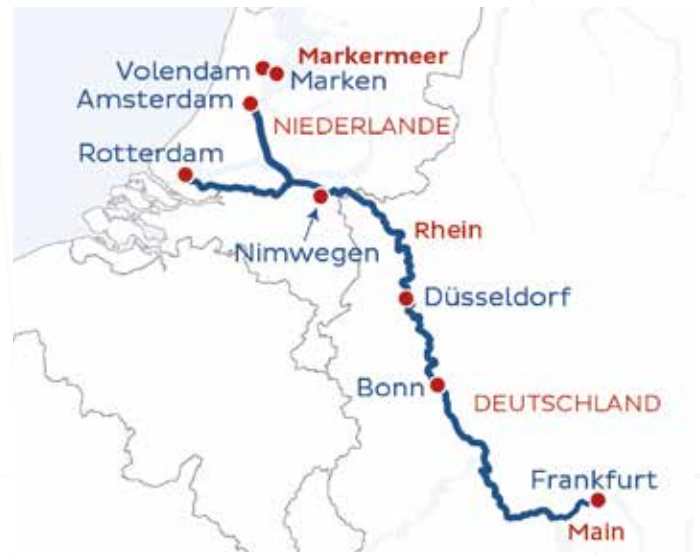 Markermeer
Volendam
Marken
Amsterdam
NIEDERLANDE
Rotterdam
Rhein
Nimwegen
Düsseldorf
Bonn
DEUTSCHLAND
Frankfurt
Main